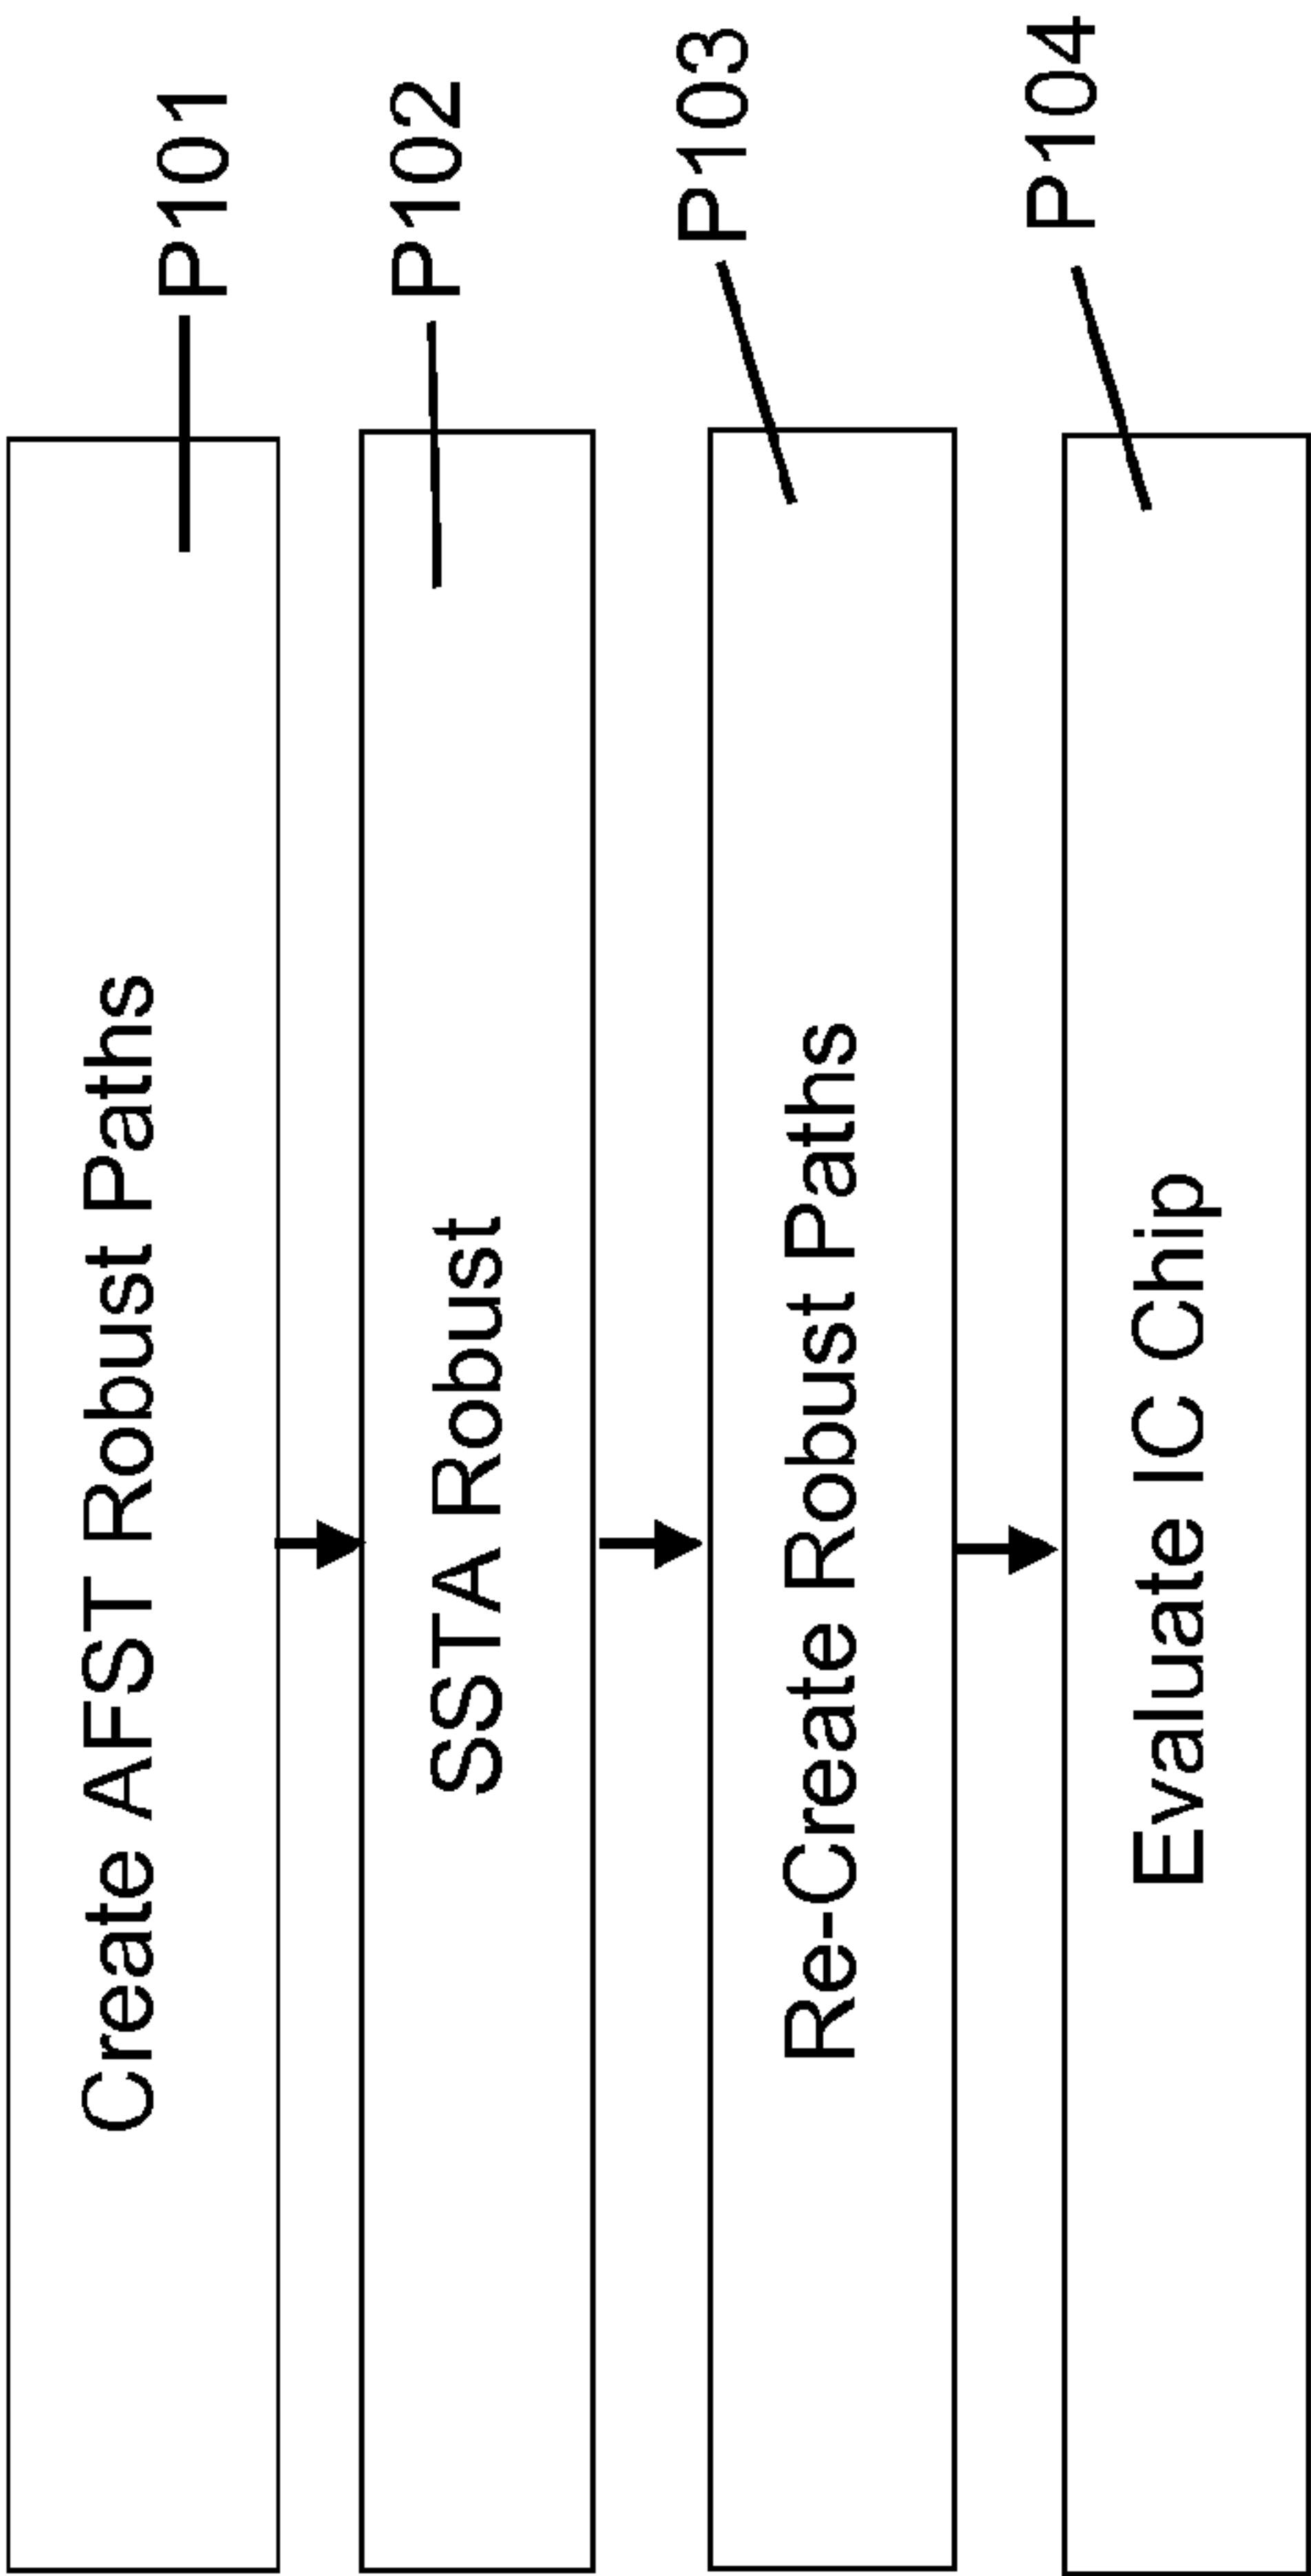 Create AFST Robust Paths
P101
SSTA Robust
P102
Re-Create Robust Paths
P103
Evaluate IC Chip
P104